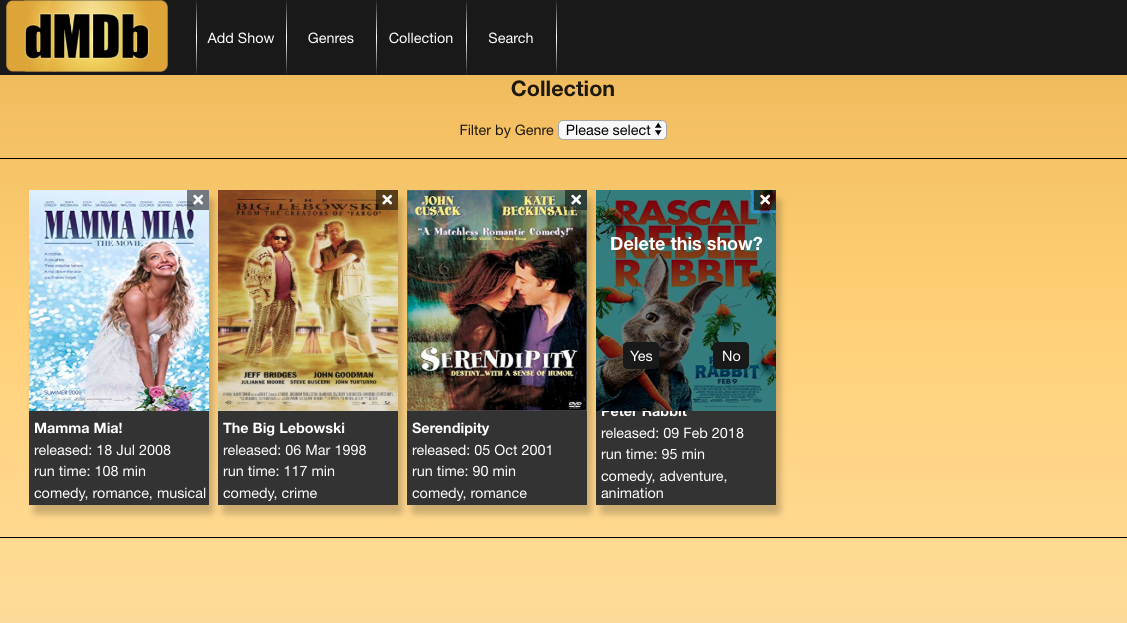 dMDb
Add Show
Genres
Collection
Search
Collection
Filter by Genre Please select
MAMMA MIA!
THE MOVIE
SUMMER 2008
Mamma Mia!
released: 18 Jul 2008
run time: 108 min
comedy, romance, musical
THE
BIG LEBOWSKI
FROM THE CREATORS OF "FARGO"
JEFF BRIDGES JOHN GOODMAN
JULIANNE MOORE STEVE BUSCEMI JOHN TURTURRO
The Big Lebowski
released: 06 Mar 1998
run time: 117 min
comedy, crime
JOHN CUSACK
KATE BECKINSALE
"A Matchless Romantic Comedy!"
SERENDIPITY
DESTINY...WITH A SENSE OF HUMOR.
DVD
Serendipity
released: 05 Oct 2001
run time: 90 min
comedy, romance
RASCAL
REBEL
RABBIT
Delete this show?
Yes
No
RABBIT
FEB 9
Peter Rabbit
released: 09 Feb 2018
run time: 95 min
comedy, adventure,
animation